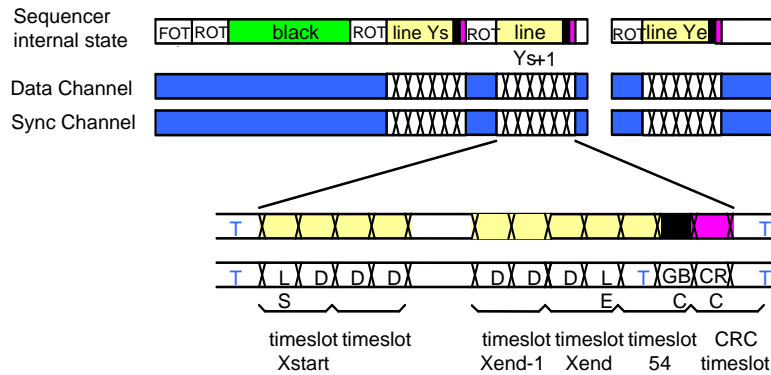 Sequencer
internal state
FOT ROT black ROT line Ys ROT line ROT line Ye
Ys+1
Data Channel
Sync Channel
T T
T L D D D D D D L T GB CR T
S E C C
timeslot timeslot timeslot timeslot timeslot CRC
Xstart Xend-1 Xend 54 timeslot